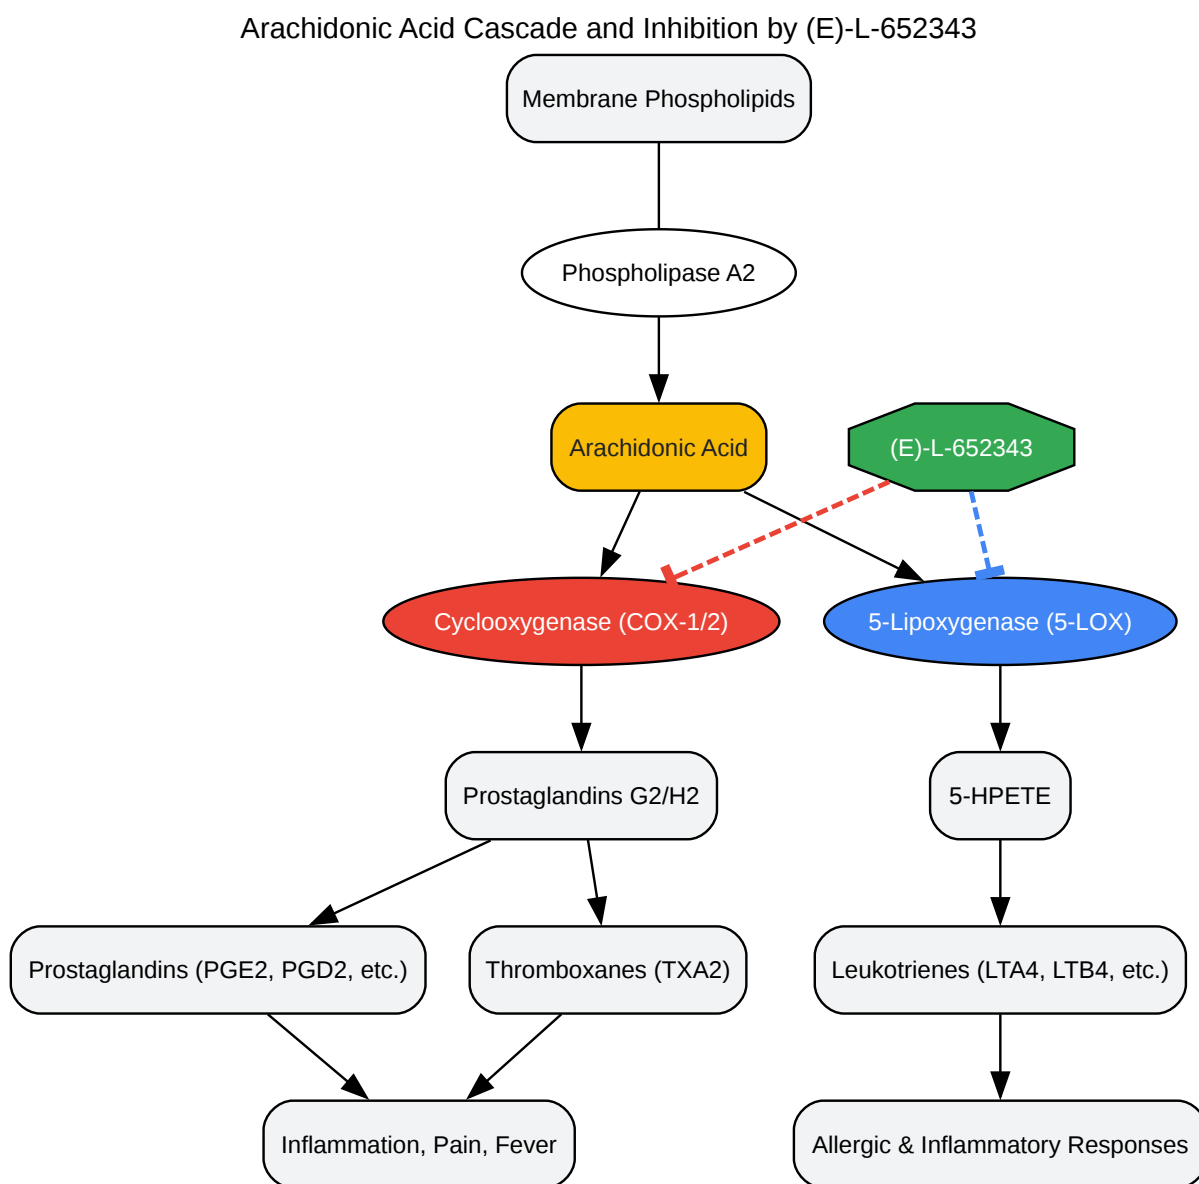 Arachidonic Acid Cascade and Inhibition by (E)-L-652343
Membrane Phospholipids
Phospholipase A2
Arachidonic Acid
(E)-L-652343
Cyclooxygenase (COX-1/2)
5-Lipoxygenase (5-LOX)
Prostaglandins G2/H2
5-HPETE
Prostaglandins (PGE2, PGD2, etc.)
Thromboxanes (TXA2)
Leukotrienes (LTA4, LTB4, etc.)
Inflammation, Pain, Fever
Allergic & Inflammatory Responses